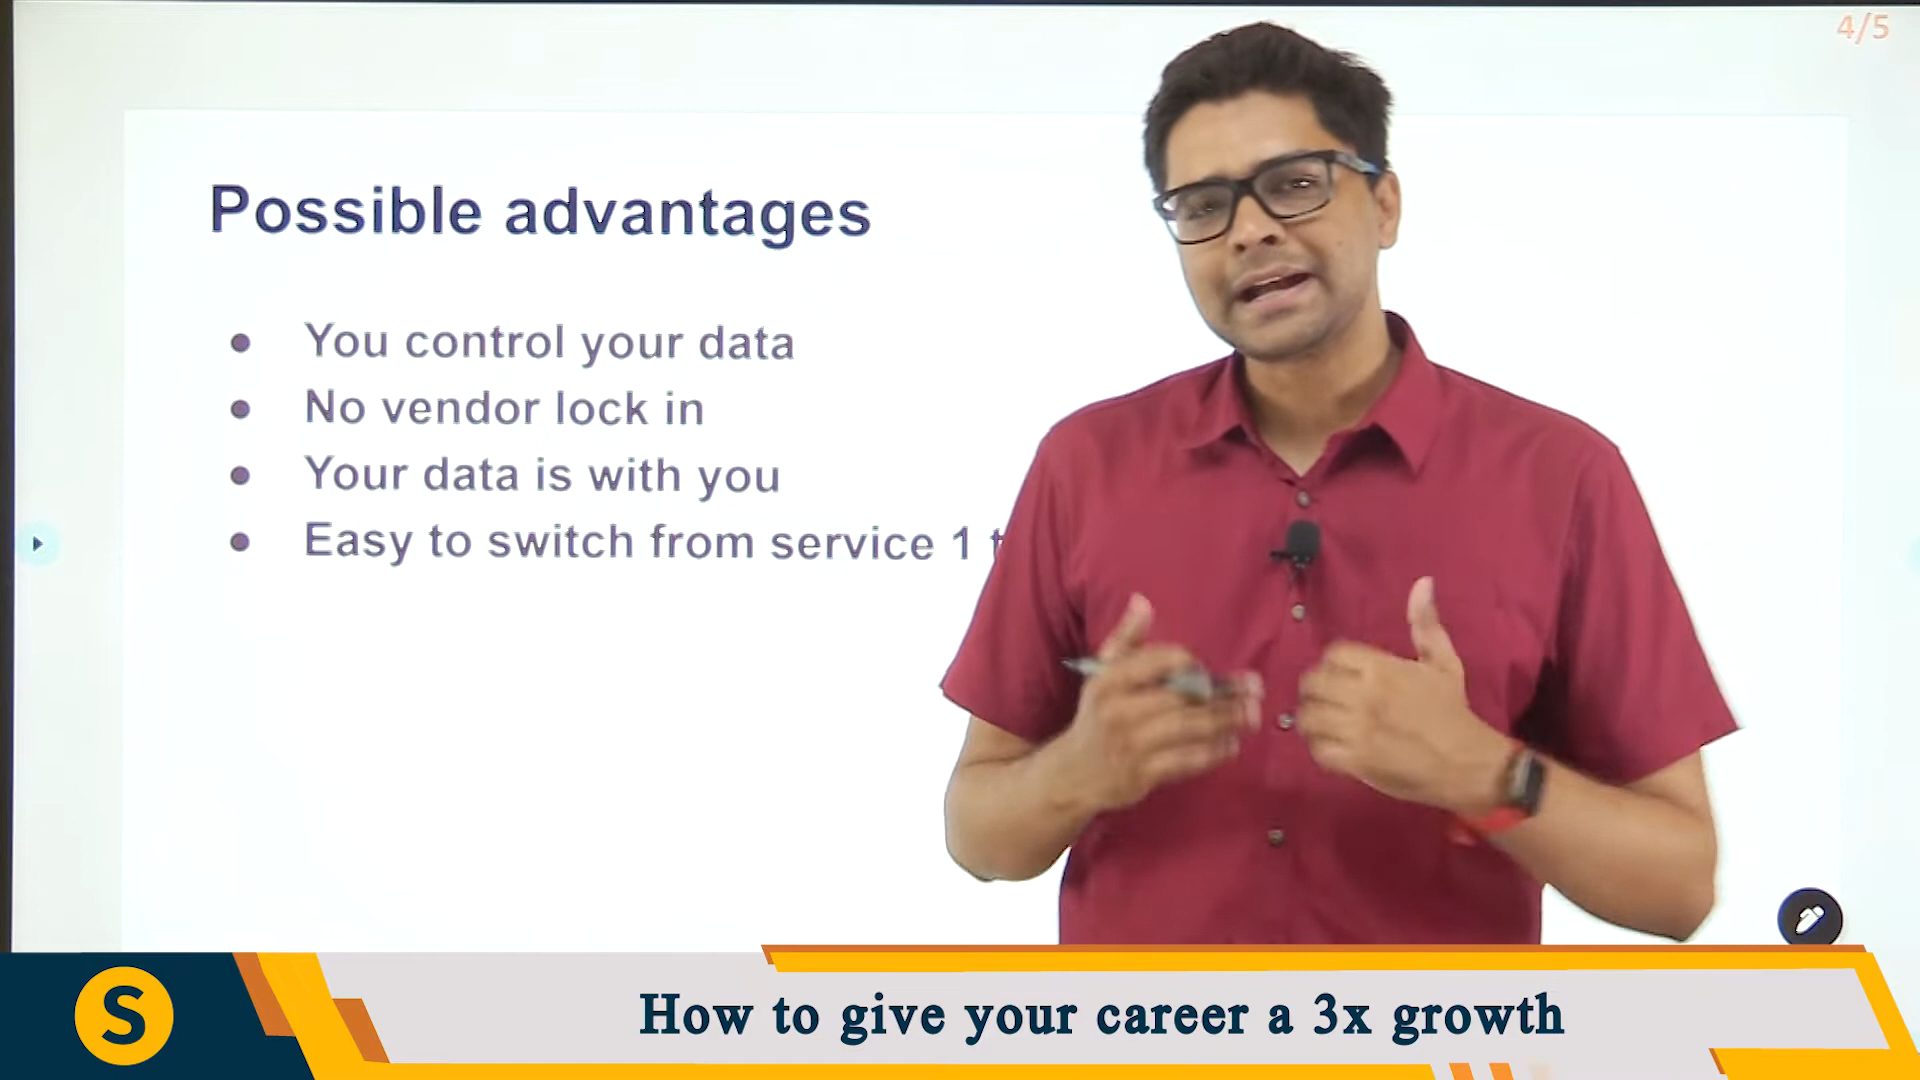 4/5
Possible advantages
● You control your data
● No vendor lock in
● Your data is with you
● Easy to switch from service 1
S
How to give your career a 3x growth